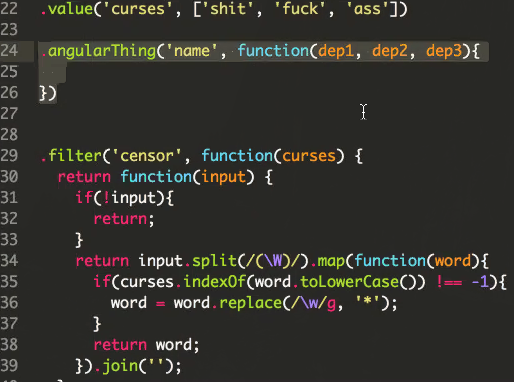 22 .value('curses', ['shit', 'fuck', 'ass'])
23
24 .angularThing('name', function(dep1, dep2, dep3){
25
26 })
27
28
29 .filter('censor', function(curses) {
30   return function(input) {
31     if(!input){
32       return;
33     }
34     return input.split(/(\W)/).map(function(word){
35       if(curses.indexOf(word.toLowerCase()) !== -1){
36         word = word.replace(/\w/g, '*');
37       }
38       return word;
39     }).join('');